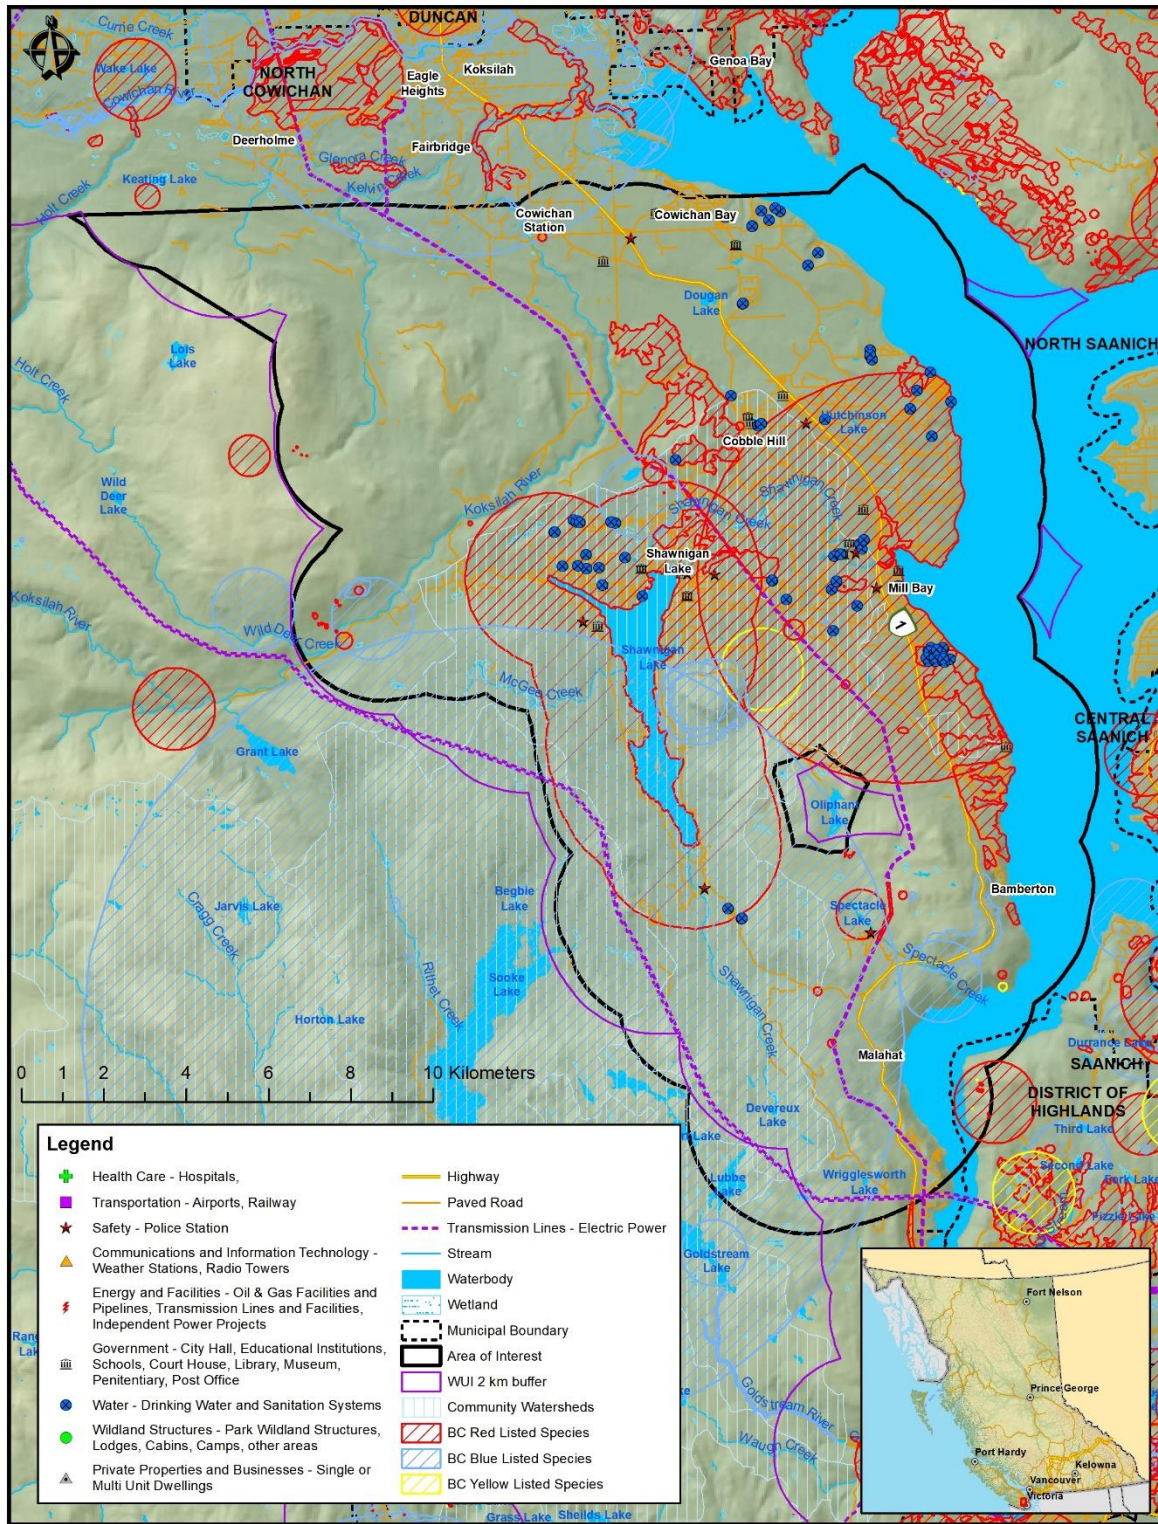 DUNCAN
Currie Creek
Koksilah
Genoa Bay
Wake Lake
NORTH
COWICHAN
Eagle
Heights
Cowichan River
Deerholme
Fairbridge
Glenora Creek
Keating Lake
Kelvin Creek
Holt Creek
Cowichan
Station
Cowichan Bay
Dougan
Lake
Lois
Lake
NORTH SAANICH
Holt Creek
Hutchinson
Lake
Cobble Hill
Wild
Deer
Lake
Koksilah River
Shawnigan Creek
Shawnigan Creek
Shawnigan
Lake
Mill Bay
Koksilah River
Wild Deer Creek
1
Shawnigan
Lake
McGee Creek
CENTRAL
SAANICH
Grant Lake
Oliphant
Lake
Begbie
Lake
Bamberton
Jarvis Lake
Spectacle
Lake
Cragg Creek
Rithet Creek
Sooke
Lake
Shawnigan Creek
Spectacle Creek
Horton Lake
Malahat
Durrance Lake
SAANICH
0 1 2 4 6 8 10 Kilometers
DISTRICT OF
HIGHLANDS
Devereux
Lake
Third Lake
Lake
Lubbe
Lake
Wrigglesworth
Lake
Second Lake
Fork Lake
Fizzle Lake
Stream
Goldstream
Lake
Goldstream River
Waugh Creek
Grass Lake
Sheilds Lake
Legend
Health Care - Hospitals,
Transportation - Airports, Railway
Safety - Police Station
Communications and Information Technology -
Weather Stations, Radio Towers
Energy and Facilities - Oil & Gas Facilities and
Pipelines, Transmission Lines and Facilities,
Independent Power Projects
Government - City Hall, Educational Institutions,
Schools, Court House, Library, Museum,
Penitentiary, Post Office
Water - Drinking Water and Sanitation Systems
Wildland Structures - Park Wildland Structures,
Lodges, Cabins, Camps, other areas
Private Properties and Businesses - Single or
Multi Unit Dwellings
Highway
Paved Road
Transmission Lines - Electric Power
Stream
Waterbody
Wetland
Municipal Boundary
Area of Interest
WUI 2 km buffer
Community Watersheds
BC Red Listed Species
BC Blue Listed Species
BC Yellow Listed Species
Fort Nelson
Prince George
Port Hardy
Kelowna
Vancouver
Victoria